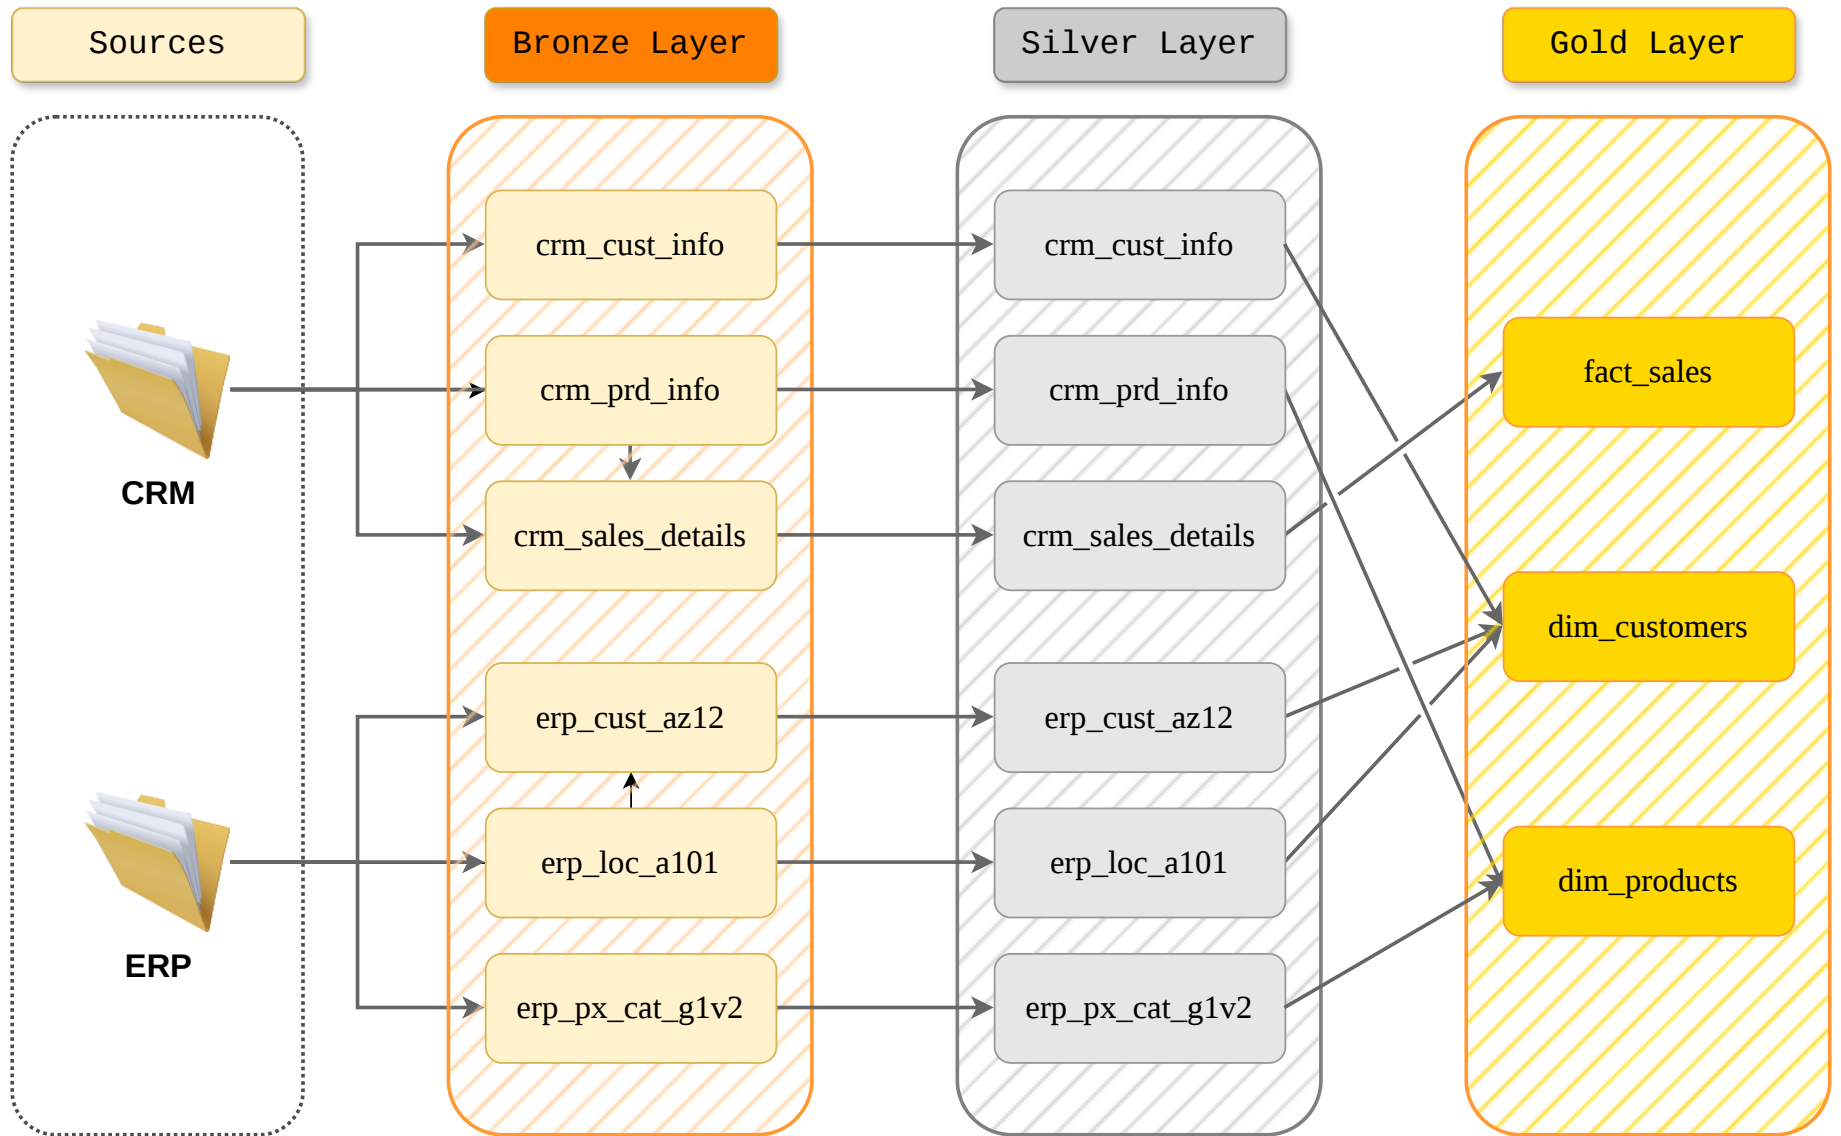 Sources
Bronze Layer
Silver Layer
Gold Layer
CRM
ERP
crm_cust_info
crm_prd_info
crm_sales_details
erp_cust_az12
erp_loc_a101
erp_px_cat_g1v2
crm_cust_info
crm_prd_info
crm_sales_details
erp_cust_az12
erp_loc_a101
erp_px_cat_g1v2
fact_sales
dim_customers
dim_products